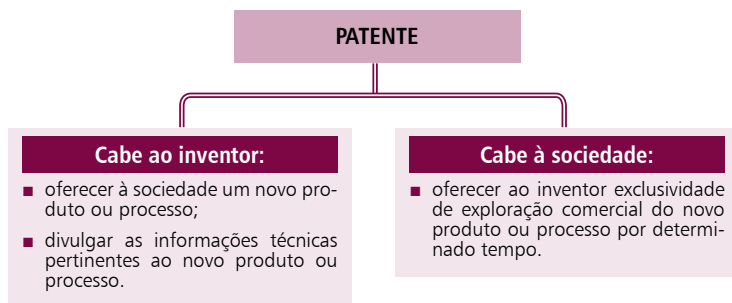 PATENTE
Cabe ao inventor:
■ oferecer à sociedade um novo pro-
duto ou processo;
■ divulgar as informações técnicas
pertinentes ao novo produto ou
processo.
Cabe à sociedade:
■ oferecer ao inventor exclusividade
de exploração comercial do novo
produto ou processo por determi-
nado tempo.